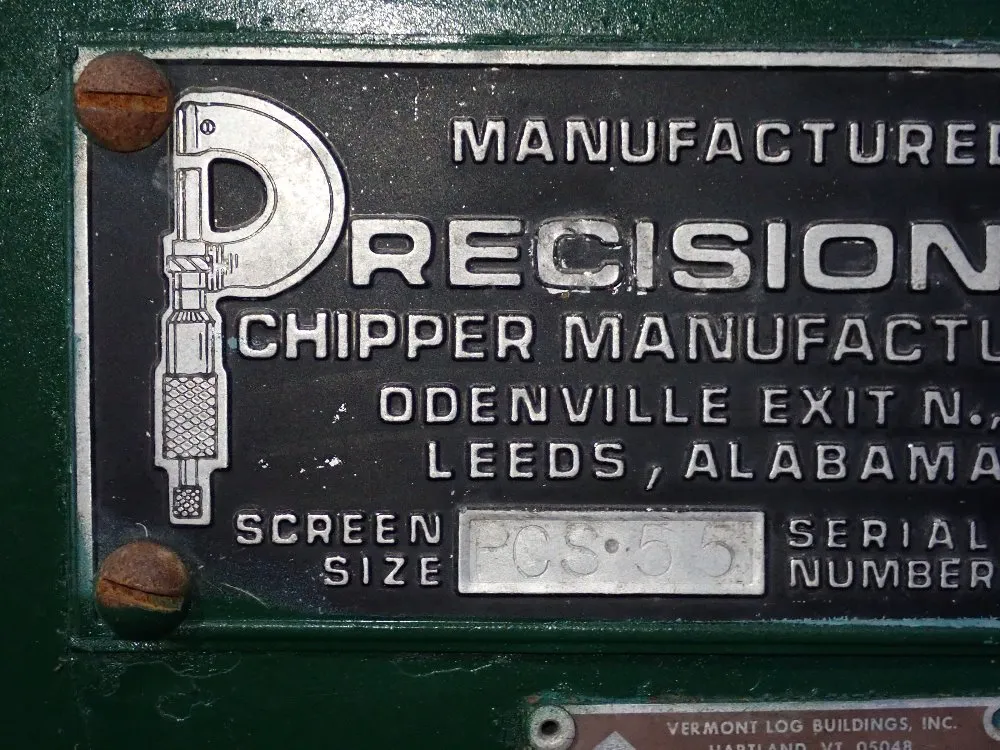 MANUFACTURED
PRECISION
CHIPPER MANUFACTU
ODENVILLE EXIT N.,
LEEDS, ALABAMA
SCREEN SIZE PCS·55 SERIAL NUMBER
VERMONT LOG BUILDINGS, INC.
HARTLAND, VT 05048